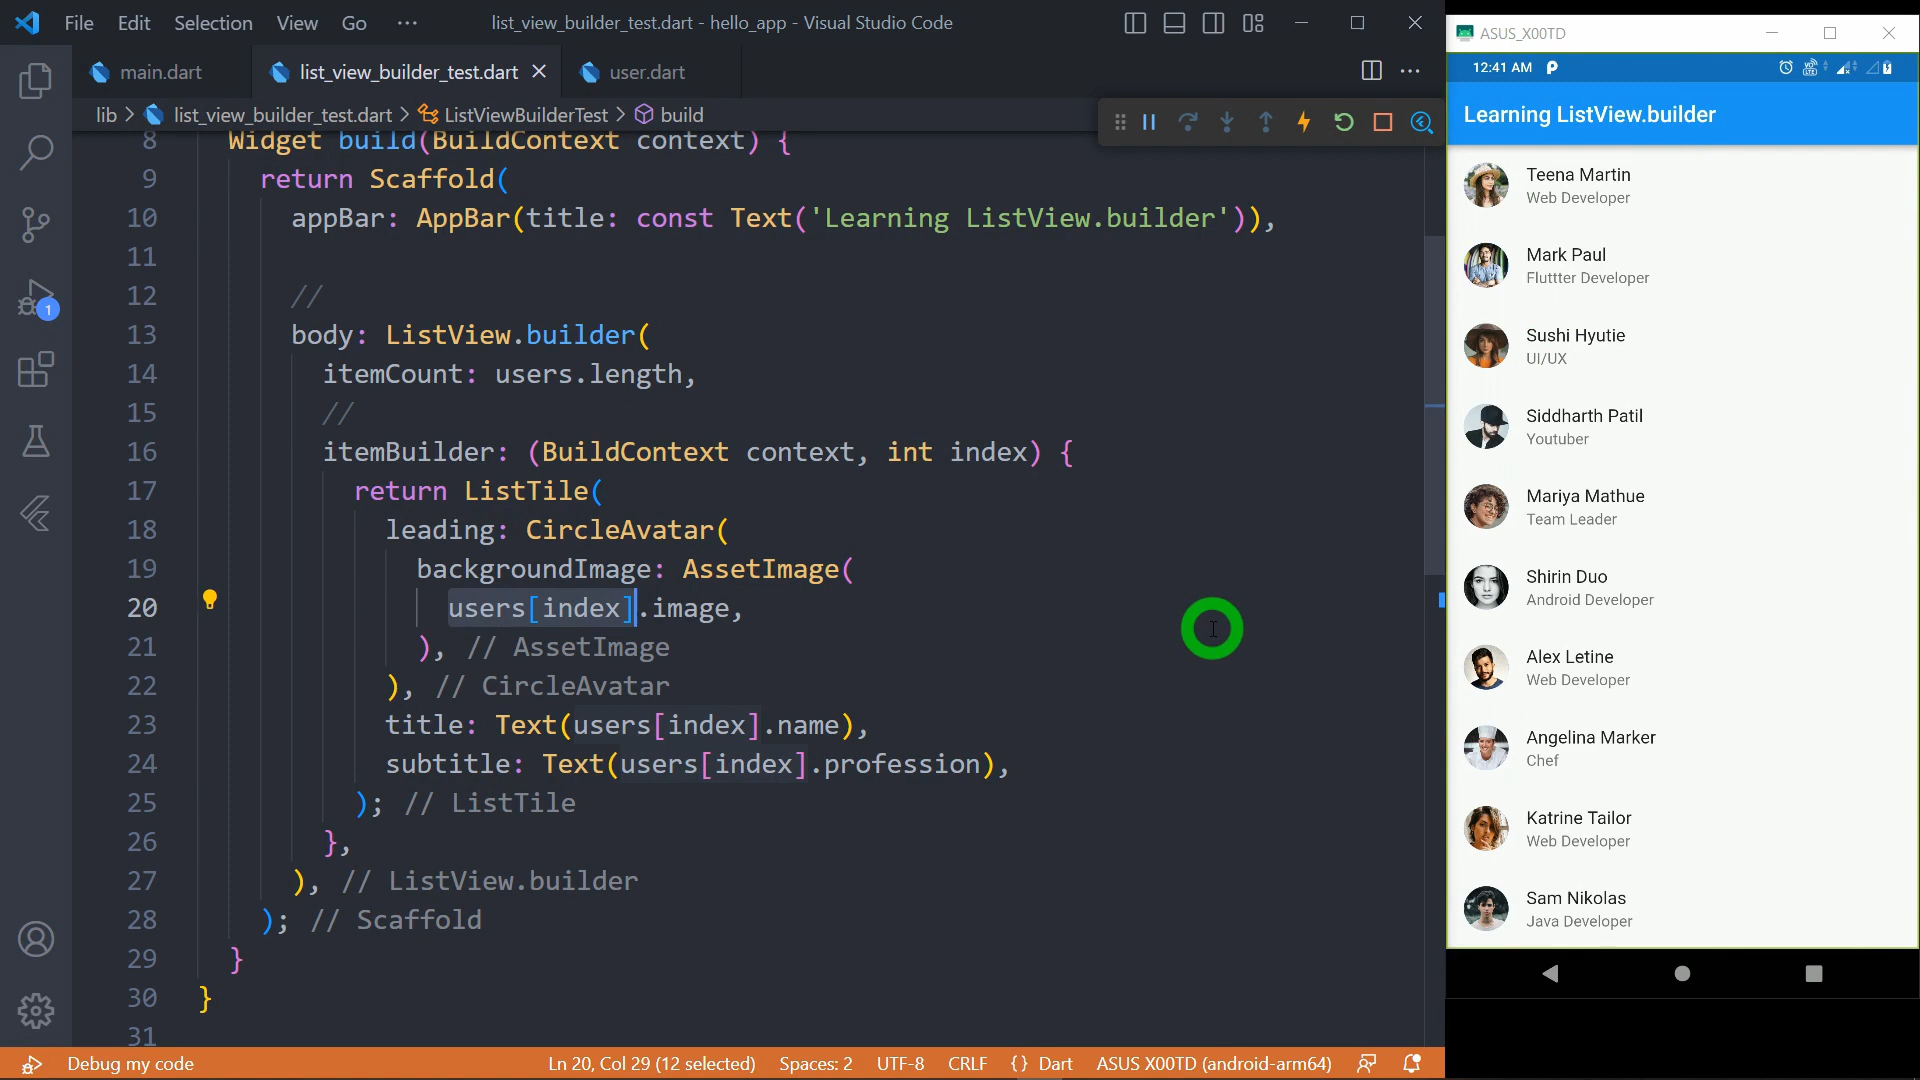 File Edit Selection View Go ··· list_view_builder_test.dart - hello_app - Visual Studio Code
main.dart list_view_builder_test.dart user.dart
lib > list_view_builder_test.dart > ListViewBuilderTest > build
8 Widget build(BuildContext context) {
9 return Scaffold(
10 appBar: AppBar(title: const Text('Learning ListView.builder')),
11
12 //
13 body: ListView.builder(
14 itemCount: users.length,
15 //
16 itemBuilder: (BuildContext context, int index) {
17 return ListTile(
18 leading: CircleAvatar(
19 backgroundImage: AssetImage(
20 users[index].image,
21 ), // AssetImage
22 ), // CircleAvatar
23 title: Text(users[index].name),
24 subtitle: Text(users[index].profession),
25 ); // ListTile
26 },
27 ), // ListView.builder
28 ); // Scaffold
29 }
30 }
31
1
Debug my code Ln 20, Col 29 (12 selected) Spaces: 2 UTF-8 CRLF {} Dart ASUS X00TD (android-arm64)
ASUS_X00TD
12:41 AM
Learning ListView.builder
Teena Martin
Web Developer
Mark Paul
Fluttter Developer
Sushi Hyutie
UI/UX
Siddharth Patil
Youtuber
Mariya Mathue
Team Leader
Shirin Duo
Android Developer
Alex Letine
Web Developer
Angelina Marker
Chef
Katrine Tailor
Web Developer
Sam Nikolas
Java Developer